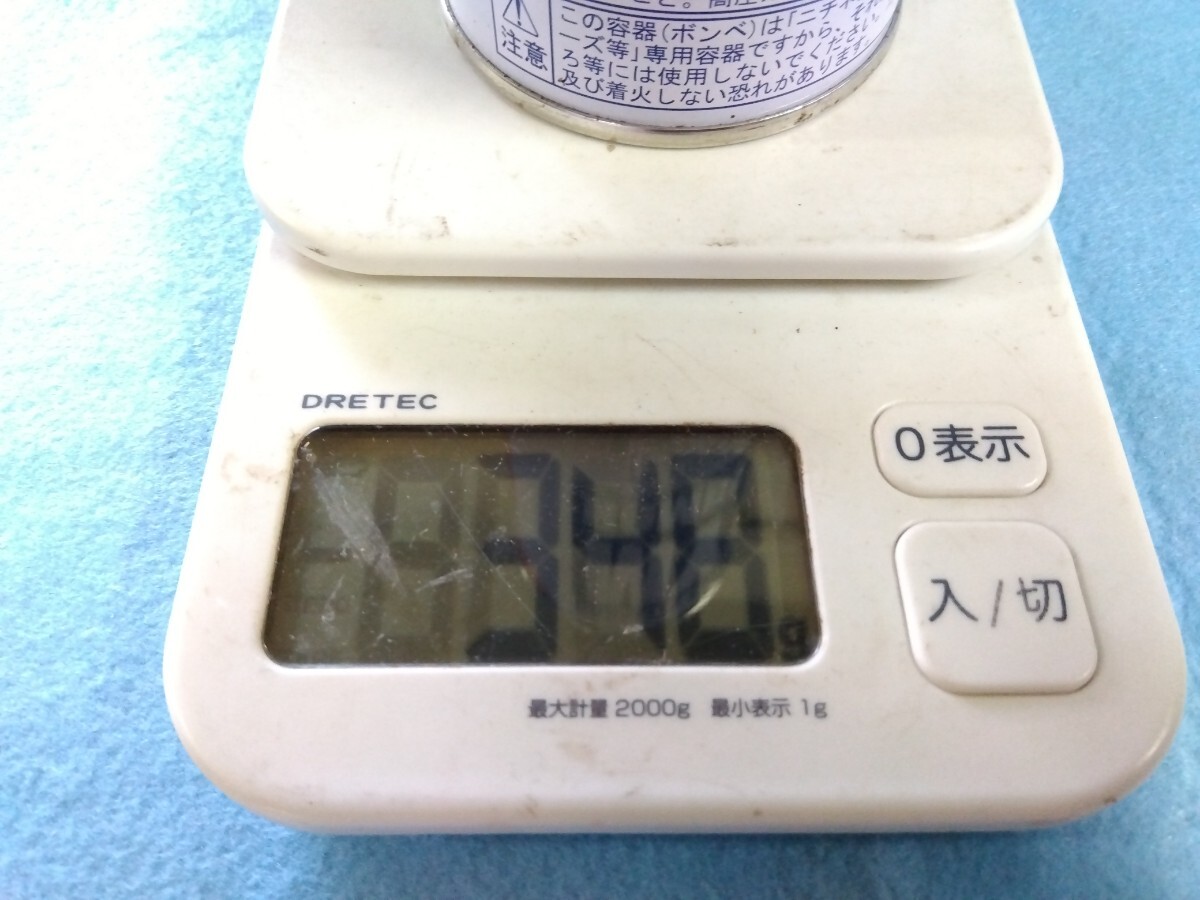 注意
この容器(ボンベ)は「ニチネ
ーズ等」専用容器ですから、それ
ろ等には使用しないでください。
及び着火しない恐れがあります。
DRETEC
0表示
348
g
入/切
最大計量 2000g 最小表示 1g